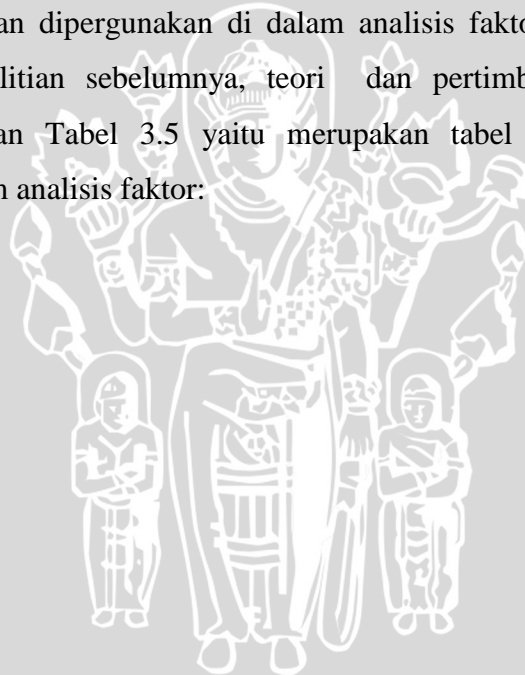 an dipergunakan di dalam analisis fakto
litian sebelumnya, teori dan pertimb
an Tabel 3.5 yaitu merupakan tabel
n analisis faktor: